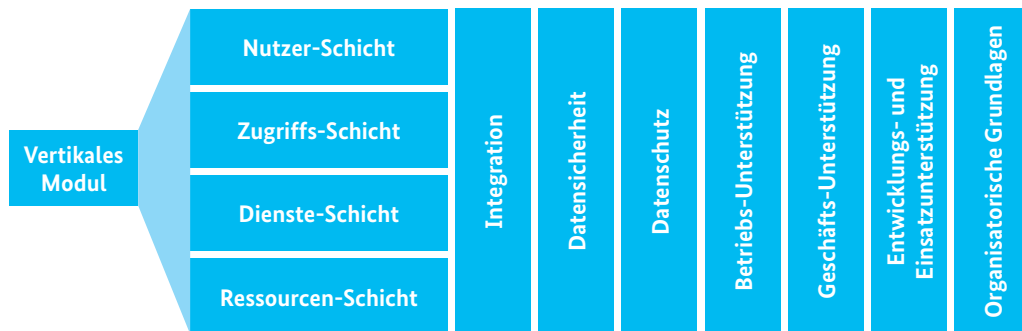 Vertikales
Modul
Nutzer-Schicht
Zugriffs-Schicht
Dienste-Schicht
Ressourcen-Schicht
Integration
Datensicherheit
Datenschutz
Betriebs-Unterstützung
Geschäfts-Unterstützung
Entwicklungs- und
Einsatzunterstützung
Organisatorische Grundlagen